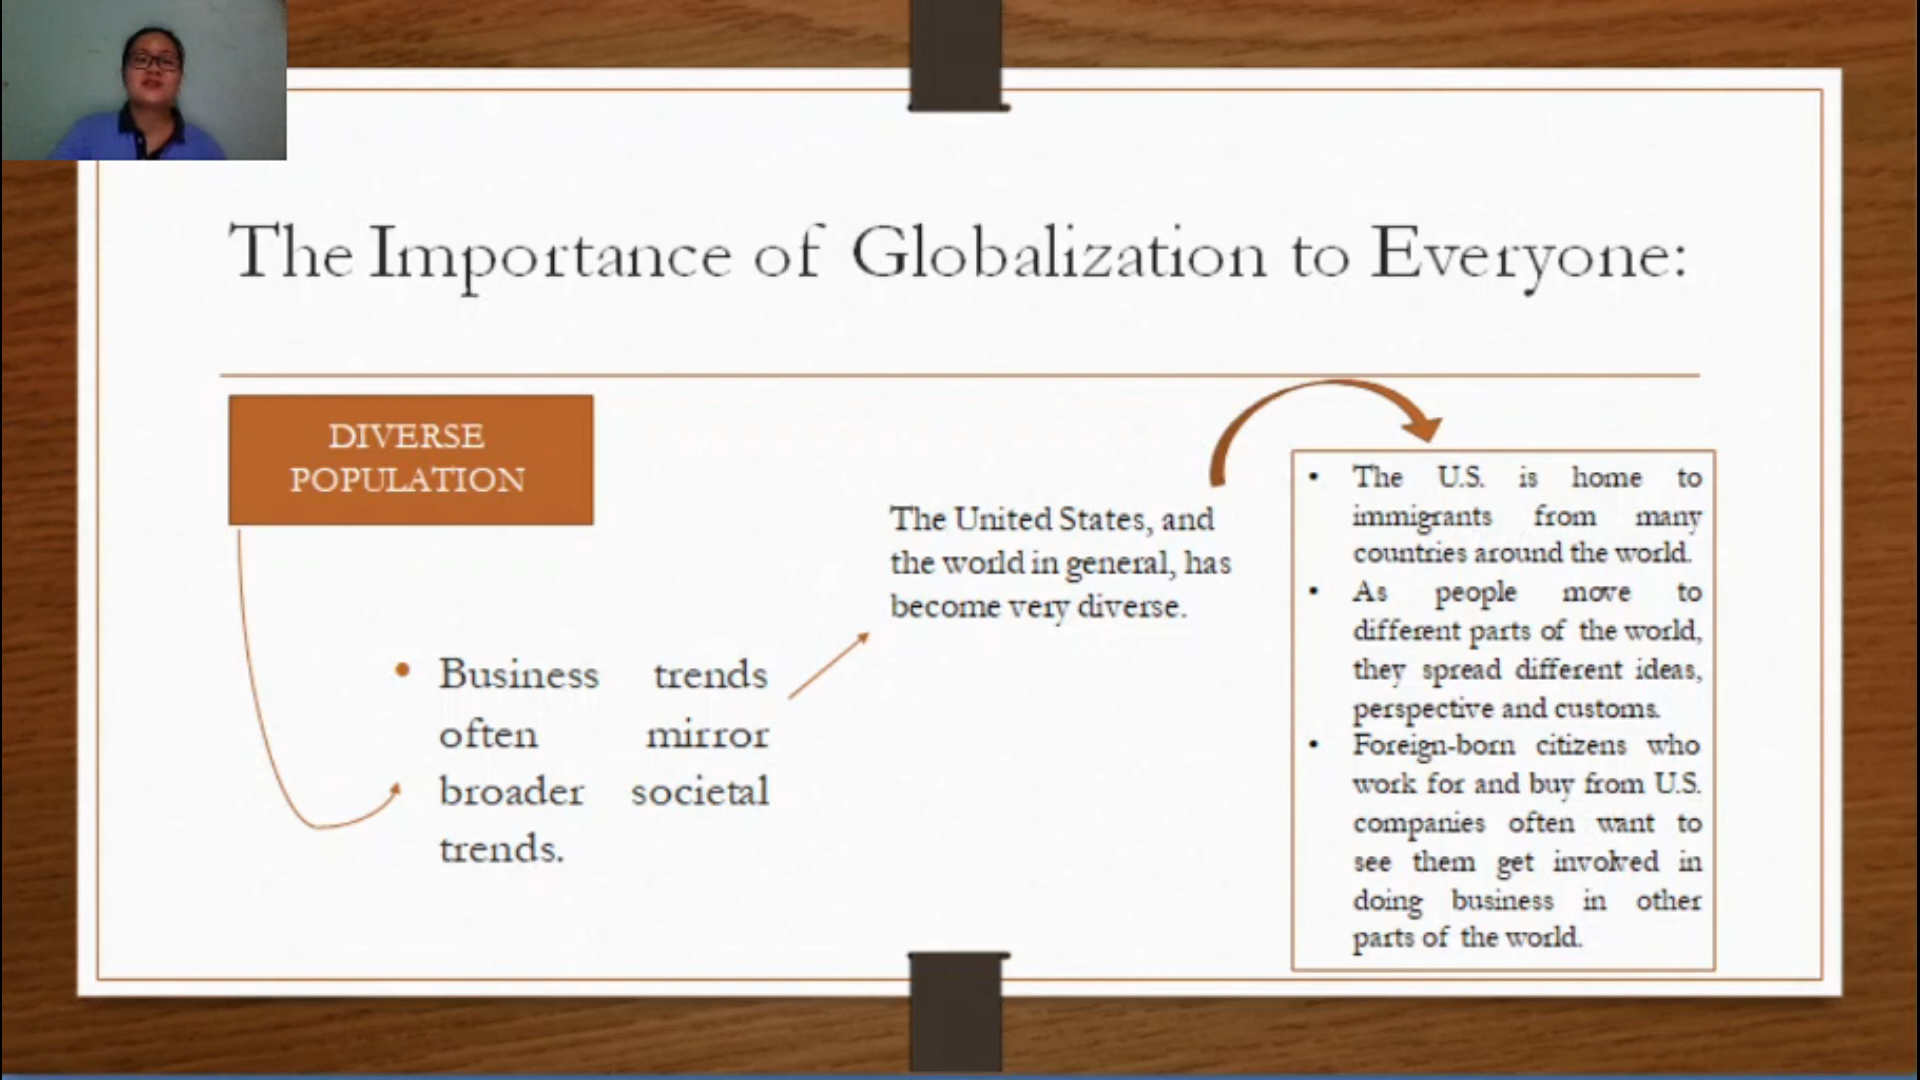 The Importance of Globalization to Everyone:
DIVERSE
POPULATION
• Business trends
often mirror
broader societal
trends.
The United States, and
the world in general, has
become very diverse.
• The U.S. is home to
immigrants from many
countries around the world.
• As people move to
different parts of the world,
they spread different ideas,
perspective and customs.
• Foreign-born citizens who
work for and buy from U.S.
companies often want to
see them get involved in
doing business in other
parts of the world.